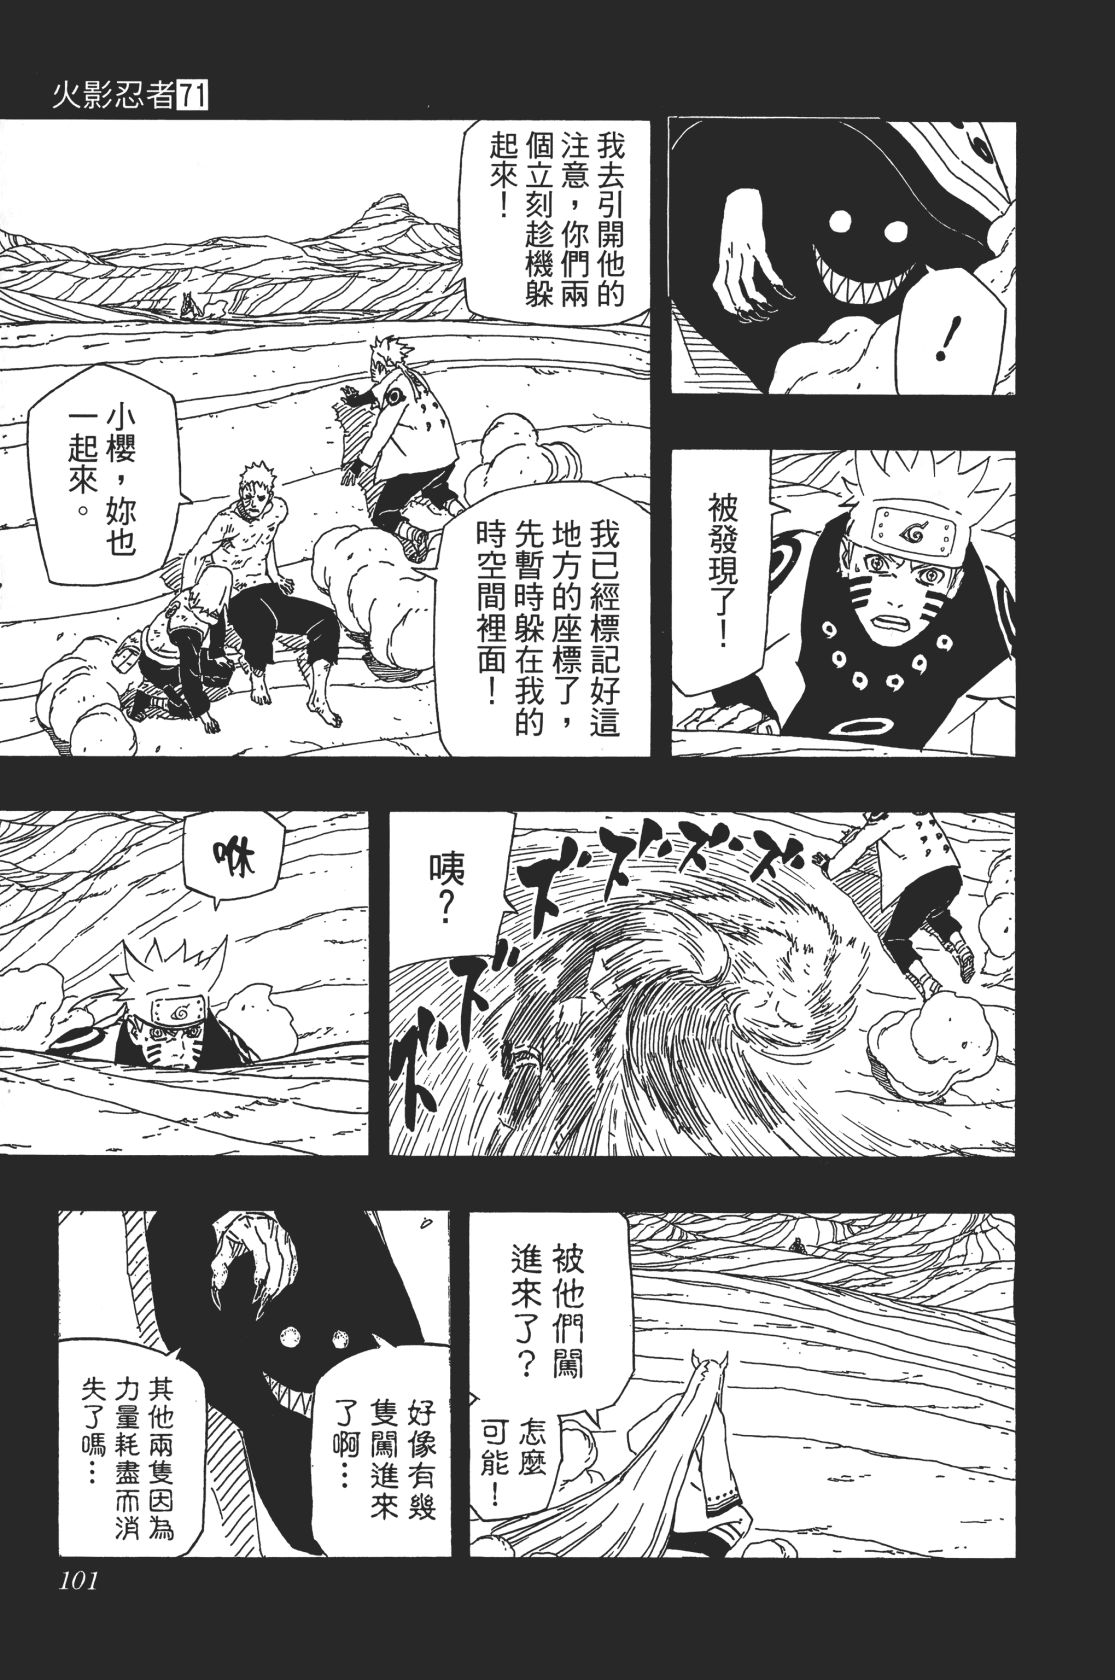 火影忍者71
！
被發現了！
我去引開他的
注意，你們兩
個立刻趁機躲
起來！
我已經標記好這
地方的座標了，
先暫時躲在我的
時空間裡面！
小櫻，妳也
一起來。
咦？
ズズズズズズ
咻
被他們闖
進來了？
怎麼
可能！
好像有幾
隻闖進來
了啊…
其他兩隻因為
力量耗盡而消
失了嗎…
101